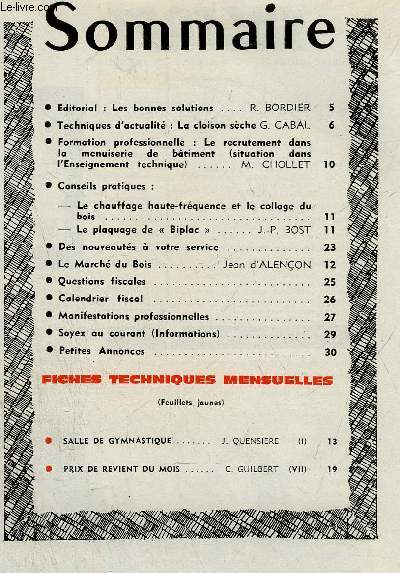 Le-livre.com
Sommaire
• Editorial : Les bonnes solutions .... R. BORDIER 5
• Techniques d'actualité : La cloison sèche G. CABAL 6
• Formation professionnelle : Le recrutement dans
la menuiserie de bâtiment (situation dans
l'Enseignement technique) ...... M. CHOLLET 10
• Conseils pratiques :
— Le chauffage haute-fréquence et le collage du
bois .............................. 11
— Le plaquage de « Biplac » ...... J.-P. BOST 11
• Des nouveautés à votre service ............ 23
• Le Marché du Bois .......... Jean d'ALENÇON 12
• Questions fiscales ........................ 25
• Calendrier fiscal ......................... 26
• Manifestations professionnelles ........... 27
• Soyez au courant (Informations) ........... 29
• Petites Annonces .......................... 30
FICHES TECHNIQUES MENSUELLES
(Feuillets jaunes)
• SALLE DE GYMNASTIQUE ....... J. QUENSIERE (I) 13
• PRIX DE REVIENT DU MOIS ...... C. GUILBERT (VII) 19